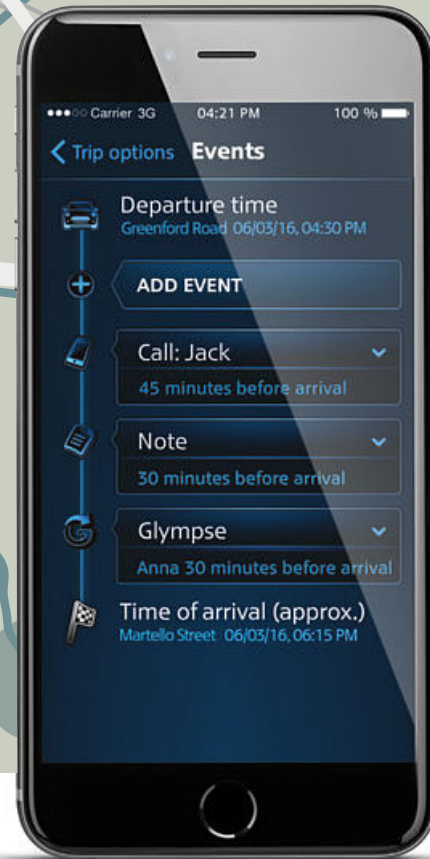 Carrier 3G 04:21 PM 100 %
Trip options Events
Departure time
Greenford Road 06/03/16, 04:30 PM
ADD EVENT
Call: Jack
45 minutes before arrival
Note
30 minutes before arrival
Glympse
Anna 30 minutes before arrival
Time of arrival (approx.)
Martello Street 06/03/16, 06:15 PM